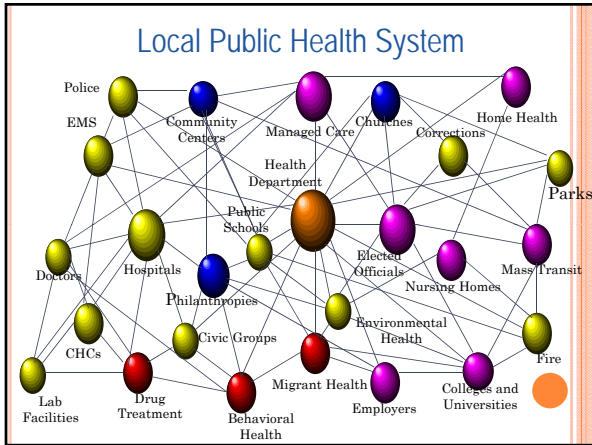 Local Public Health System
Police
Community
Centers
Managed Care
Churches
Home Health
EMS
Corrections
Health
Department
Parks
Public
Schools
Doctors
Hospitals
Elected
Officials
Mass Transit
Nursing Homes
Philanthropies
CHCs
Civic Groups
Environmental
Health
Fire
Lab
Facilities
Drug
Treatment
Behavioral
Health
Migrant Health
Employers
Colleges and
Universities